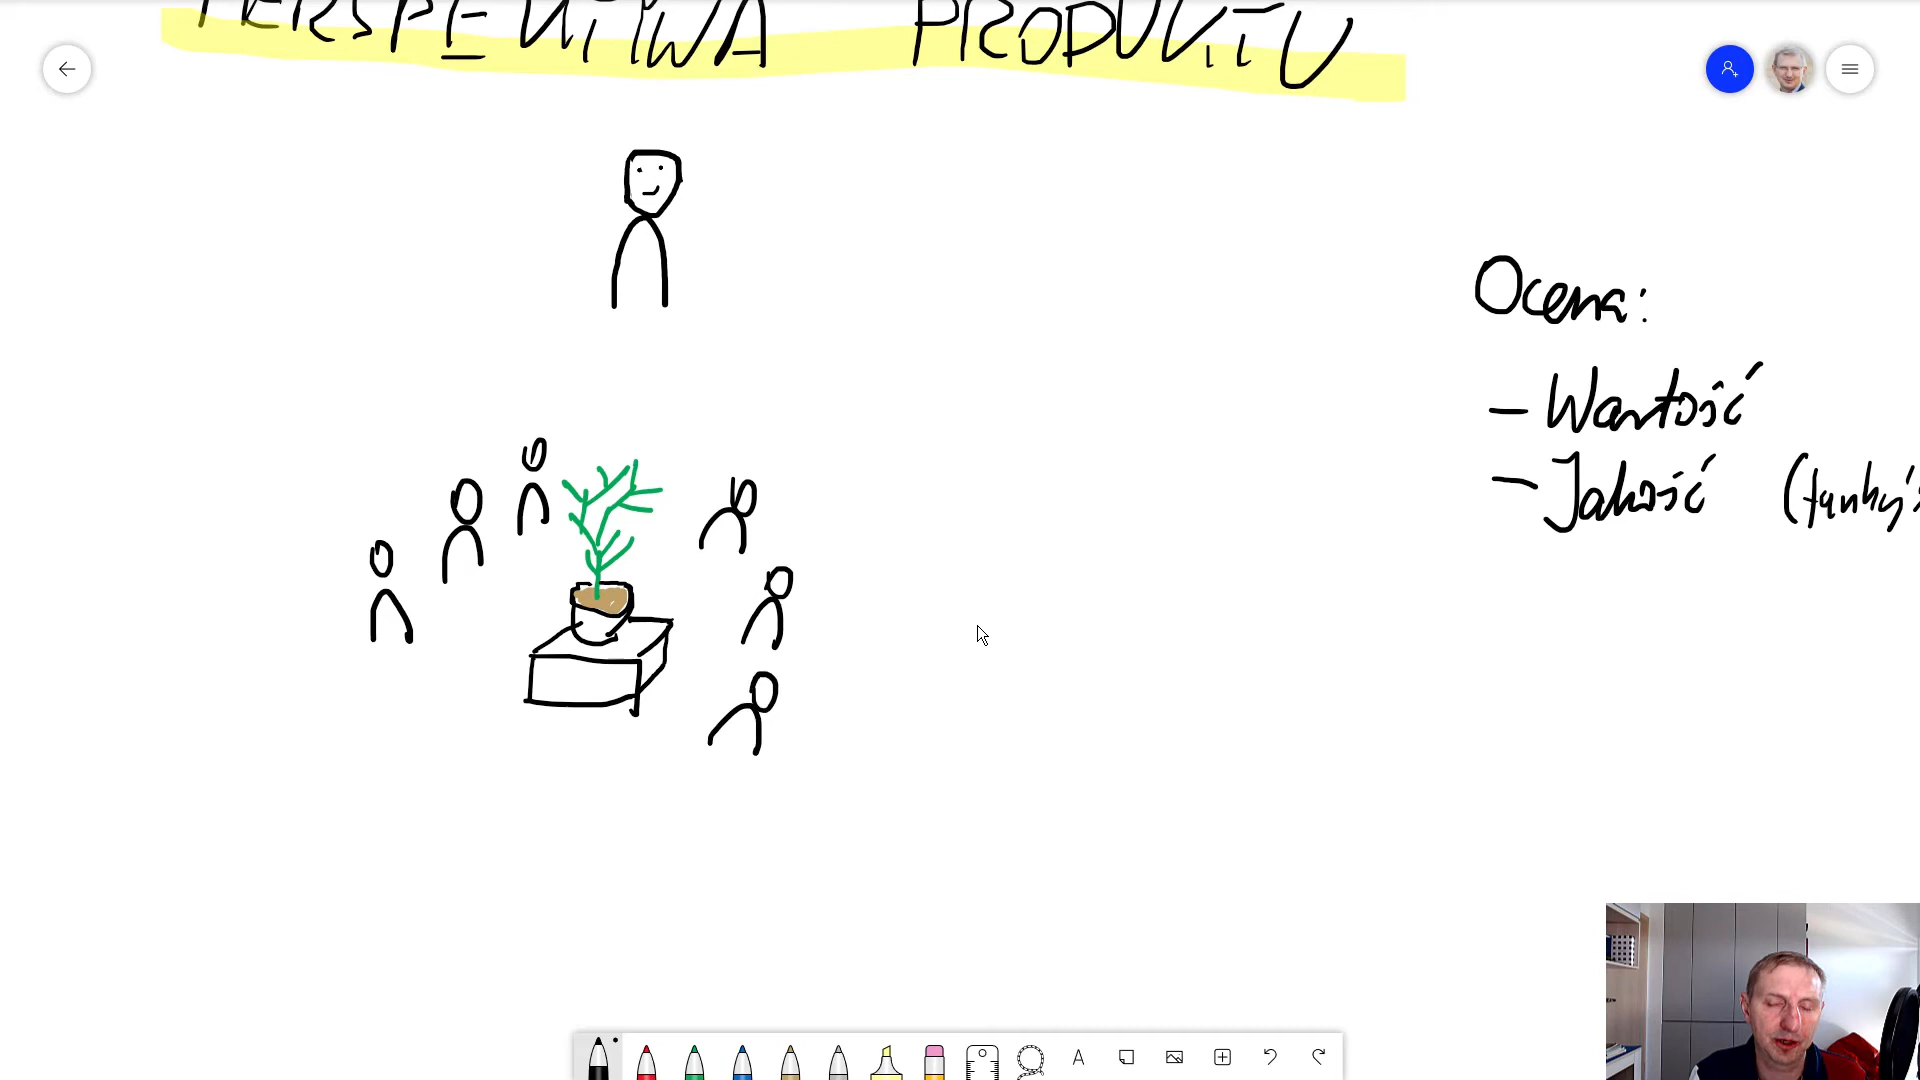 PERSPEKTYWA PRODUKTU
Ocena:
- Wartość
- Jakość
A